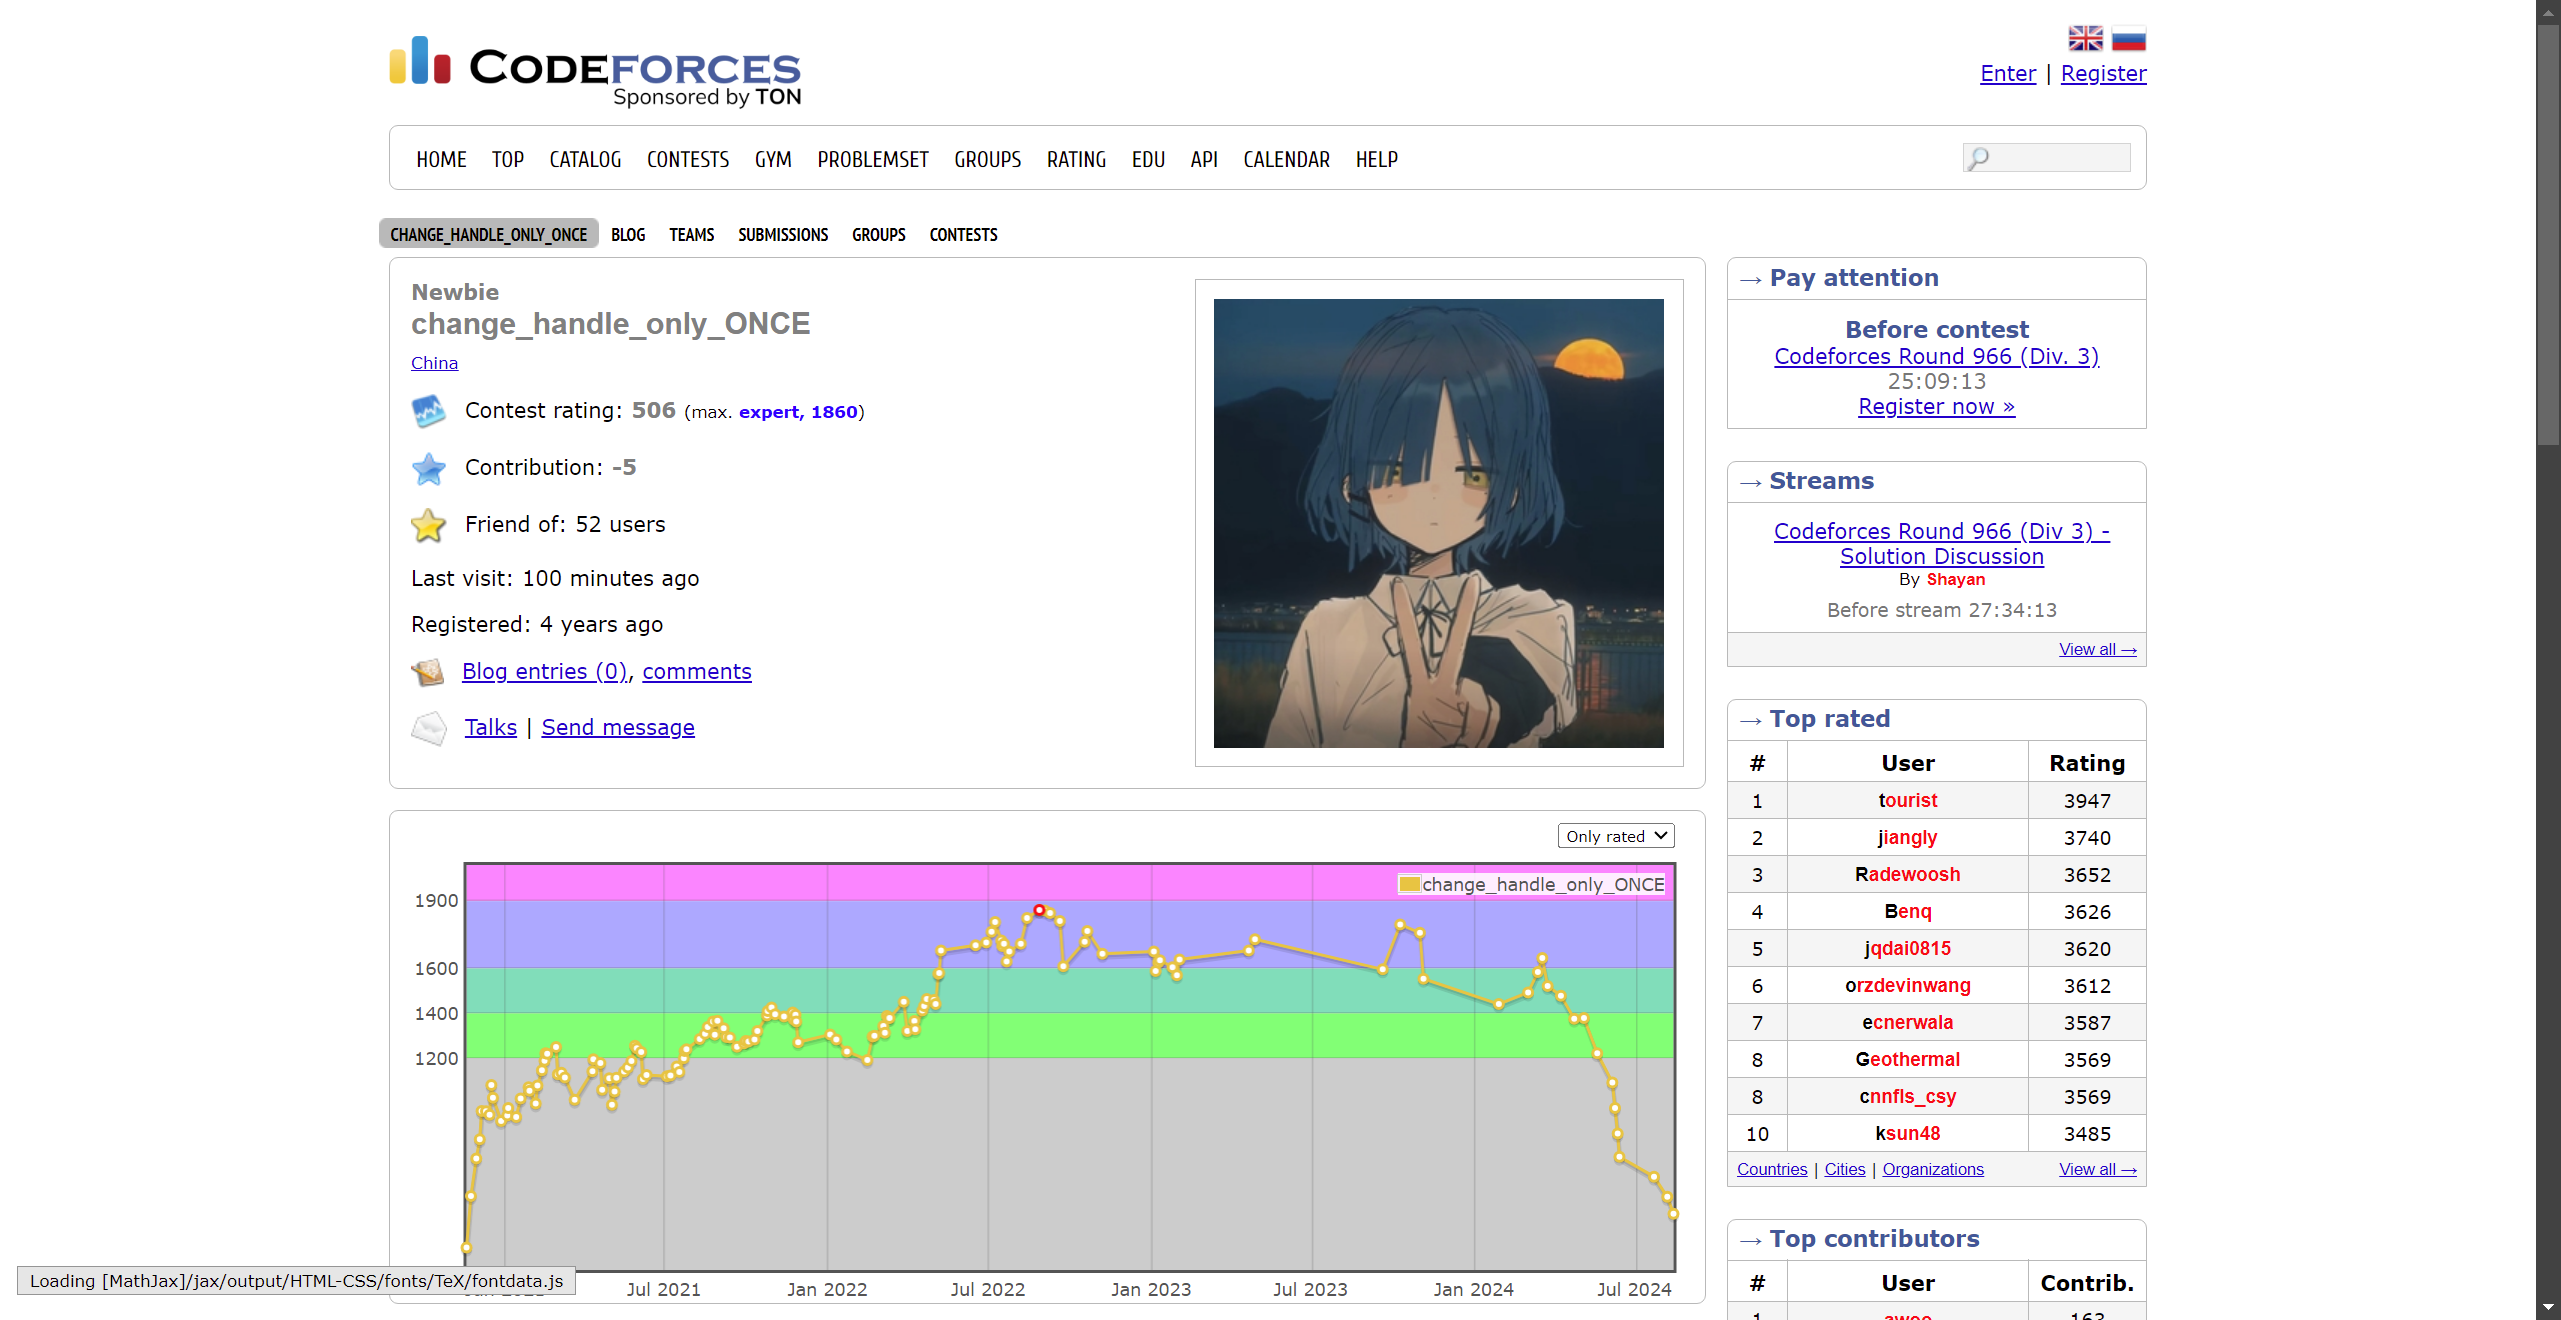 CODEFORCES
Sponsored by TON
Enter | Register
HOME TOP CATALOG CONTESTS GYM PROBLEMSET GROUPS RATING EDU API CALENDAR HELP
CHANGE_HANDLE_ONLY_ONCE BLOG TEAMS SUBMISSIONS GROUPS CONTESTS
Newbie
change_handle_only_ONCE
China
Contest rating: 506 (max. expert, 1860)
Contribution: -5
Friend of: 52 users
Last visit: 100 minutes ago
Registered: 4 years ago
Blog entries (0), comments
Talks | Send message
Only rated
change_handle_only_ONCE
1900
1600
1400
1200
Jul 2021 Jan 2022 Jul 2022 Jan 2023 Jul 2023 Jan 2024 Jul 2024
Loading [MathJax]/jax/output/HTML-CSS/fonts/TeX/fontdata.js
→ Pay attention
Before contest
Codeforces Round 966 (Div. 3)
25:09:13
Register now »
→ Streams
Codeforces Round 966 (Div 3) -
Solution Discussion
By Shayan
Before stream 27:34:13
View all →
→ Top rated
# User Rating
1 tourist 3947
2 jiangly 3740
3 Radewoosh 3652
4 Benq 3626
5 jqdai0815 3620
6 orzdevinwang 3612
7 ecnerwala 3587
8 Geothermal 3569
8 cnnfls_csy 3569
10 ksun48 3485
Countries | Cities | Organizations View all →
→ Top contributors
# User Contrib.
1 awoo 163